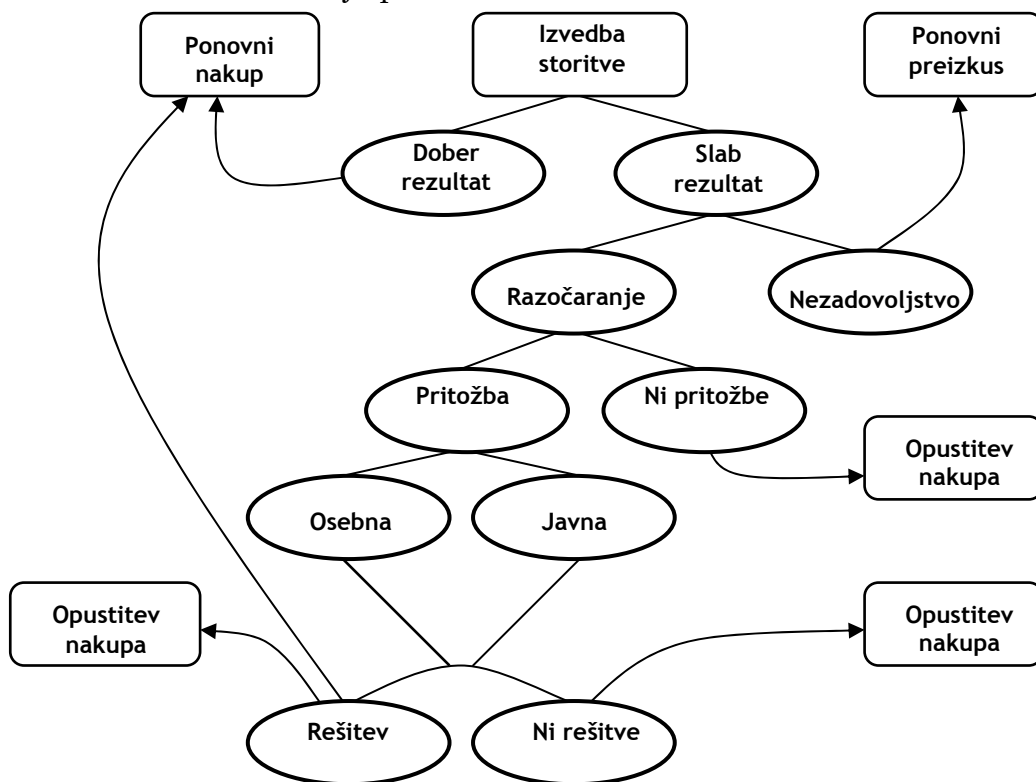 Ponovni
nakup
Izvedba
storitve
Ponovni
preizkus
Dober
rezultat
Slab
rezultat
Razočaranje
Nezadovoljstvo
Pritožba
Ni pritožbe
Opustitev
nakupa
Osebna
Javna
Opustitev
nakupa
Opustitev
nakupa
Rešitev
Ni rešitve